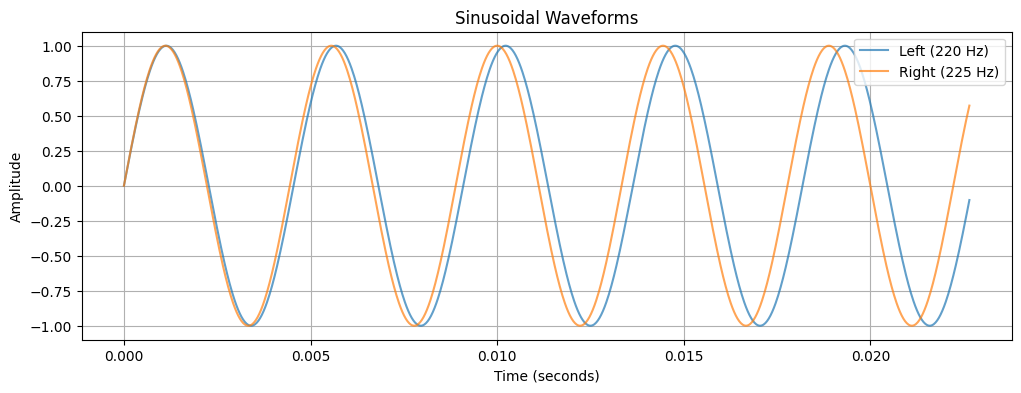 Sinusoidal Waveforms
Left (220 Hz)
Right (225 Hz)
Amplitude
1.00
0.75
0.50
0.25
0.00
−0.25
−0.50
−0.75
−1.00
0.000 0.005 0.010 0.015 0.020
Time (seconds)